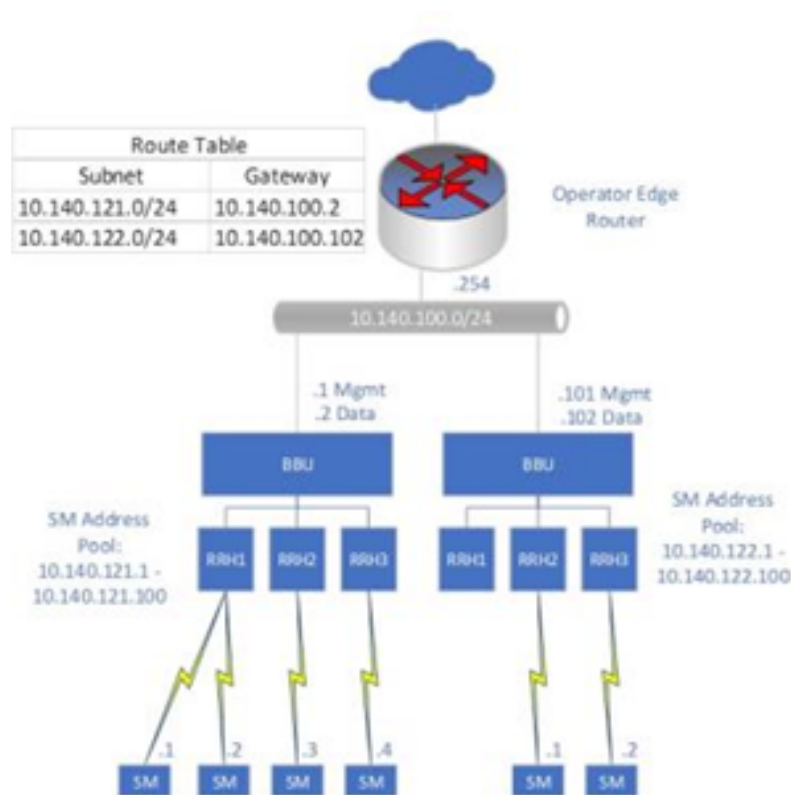 Route Table
Subnet Gateway
10.140.121.0/24 10.140.100.2
10.140.122.0/24 10.140.100.102
Operator Edge
Router
.254
10.140.100.0/24
.1 Mgmt
.2 Data
.101 Mgmt
.102 Data
BBU
BBU
SM Address
Pool:
10.140.121.1 -
10.140.121.100
RRH1
RRH2
RRH3
RRH1
RRH2
RRH3
SM Address
Pool:
10.140.122.1 -
10.140.122.100
.1
.2
.3
.4
.1
.2
SM
SM
SM
SM
SM
SM